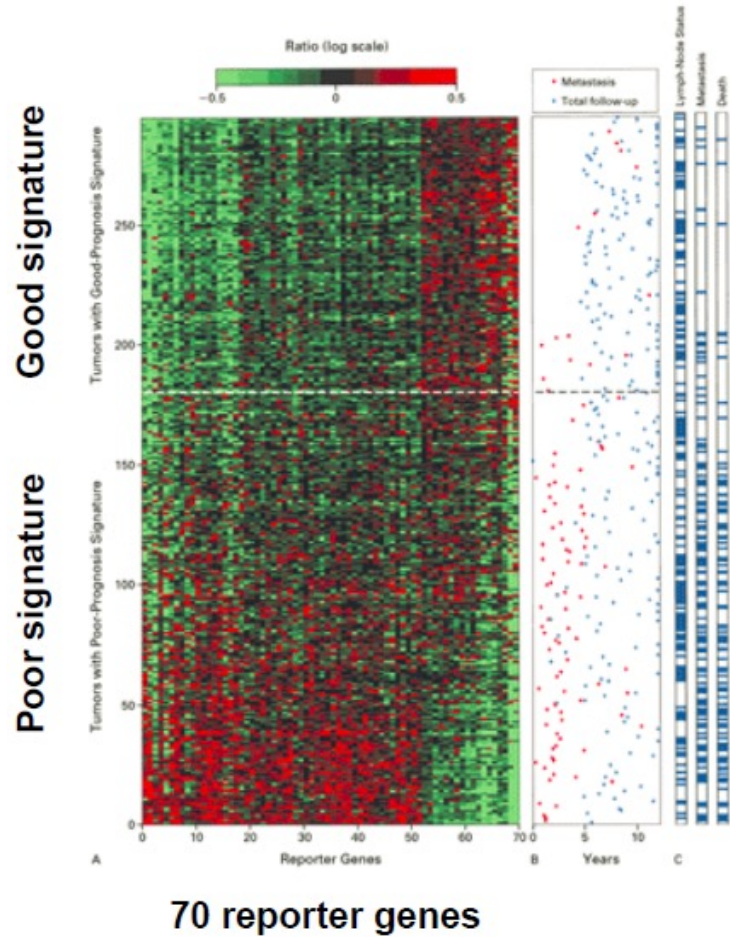 Ratio (log scale)
−0.5 0 0.5
Metastasis
Total follow-up
Lymph-Node Status
Metastasis
Death
Good signature
Tumors with Good-Prognosis Signature
Poor signature
Tumors with Poor-Prognosis Signature
250
200
150
100
50
0
0 10 20 30 40 50 60 70
0 5 10
A Reporter Genes B Years C
70 reporter genes